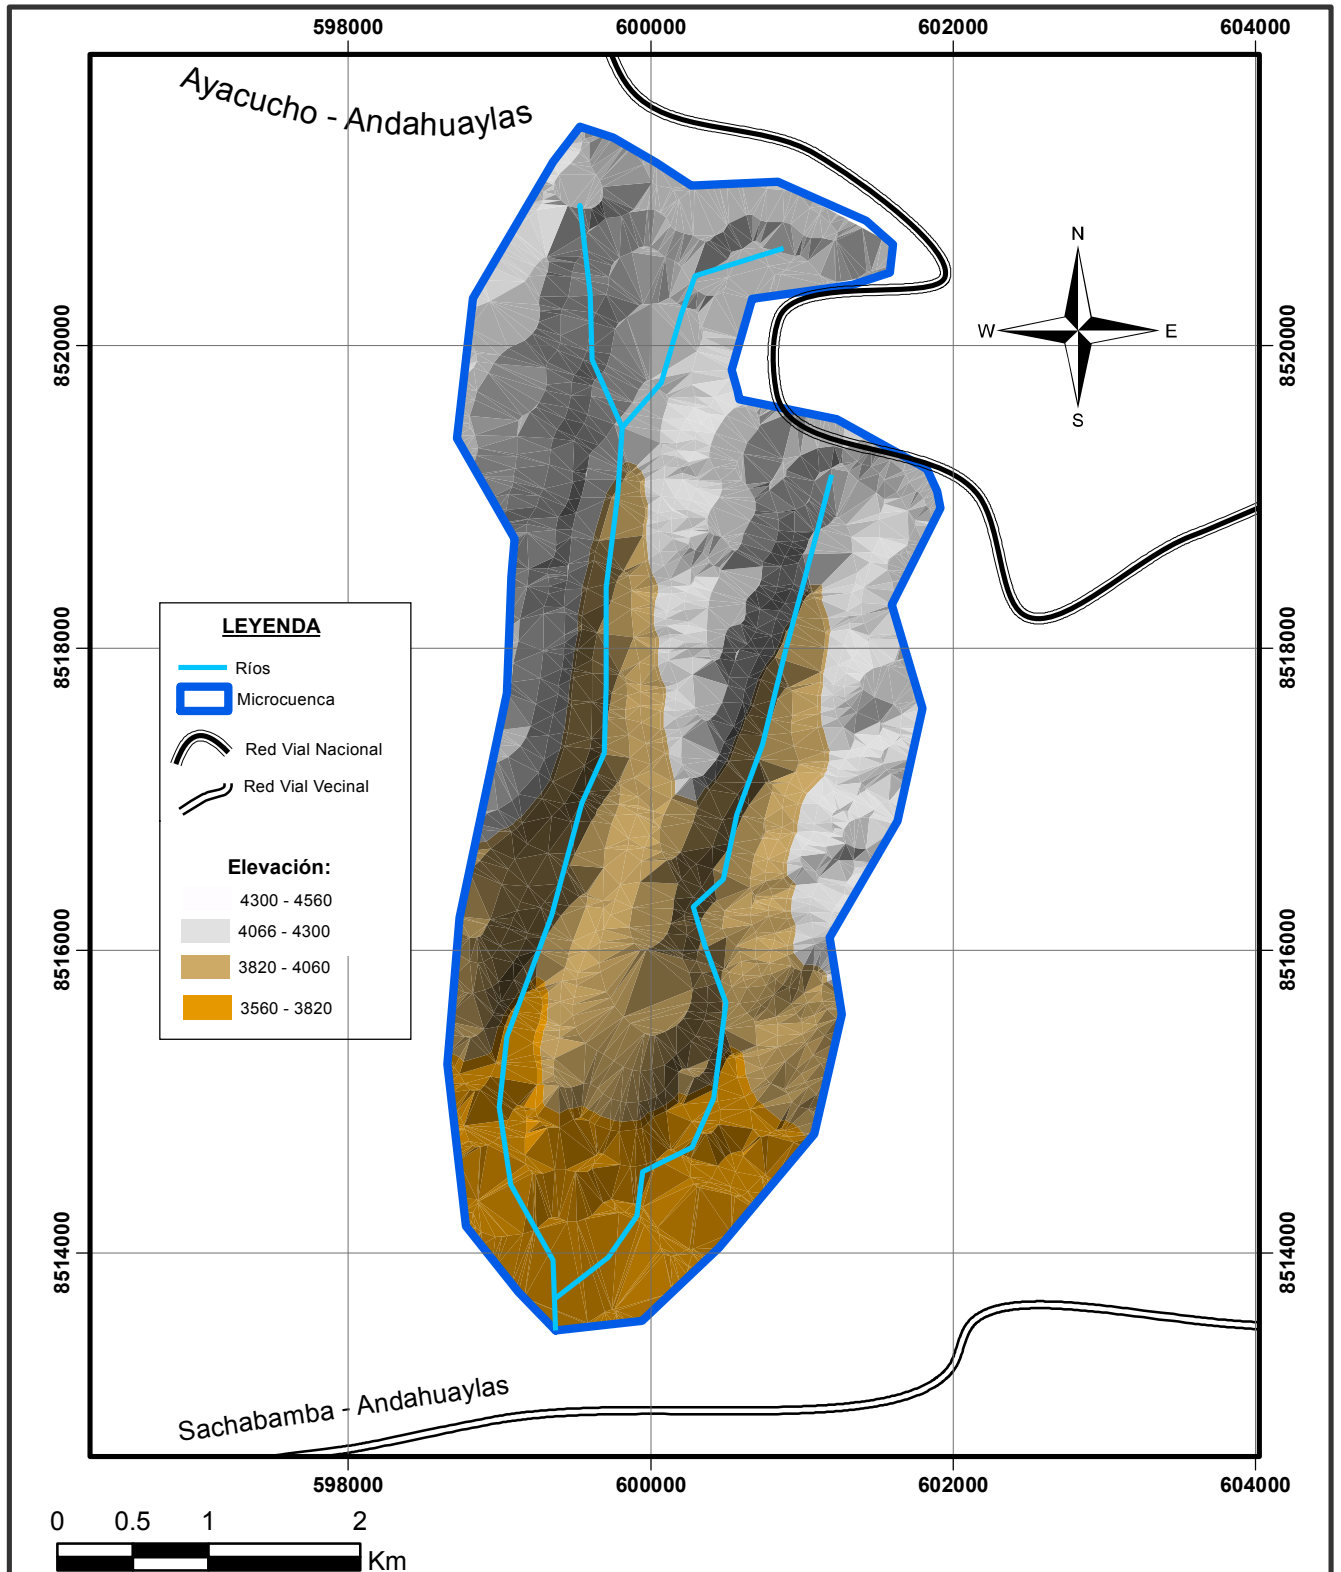 598000 600000 602000 604000
Ayacucho - Andahuaylas
N
W E
S
8520000 8520000
8518000 8518000
8516000 8516000
8514000 8514000
LEYENDA
Ríos
Microcuenca
Red Vial Nacional
Red Vial Vecinal
Elevación:
4300 - 4560
4066 - 4300
3820 - 4060
3560 - 3820
Sachabamba - Andahuaylas
598000 600000 602000 604000
0 0.5 1 2
Km